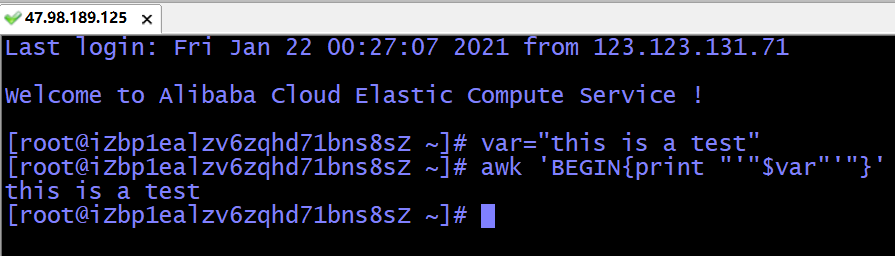 47.98.189.125
Last login: Fri Jan 22 00:27:07 2021 from 123.123.131.71
Welcome to Alibaba Cloud Elastic Compute Service !
[root@iZbp1ealzv6zqhd71bns8sZ ~]# var="this is a test"
[root@iZbp1ealzv6zqhd71bns8sZ ~]# awk 'BEGIN{print "'"$var"'"}'
this is a test
[root@iZbp1ealzv6zqhd71bns8sZ ~]#